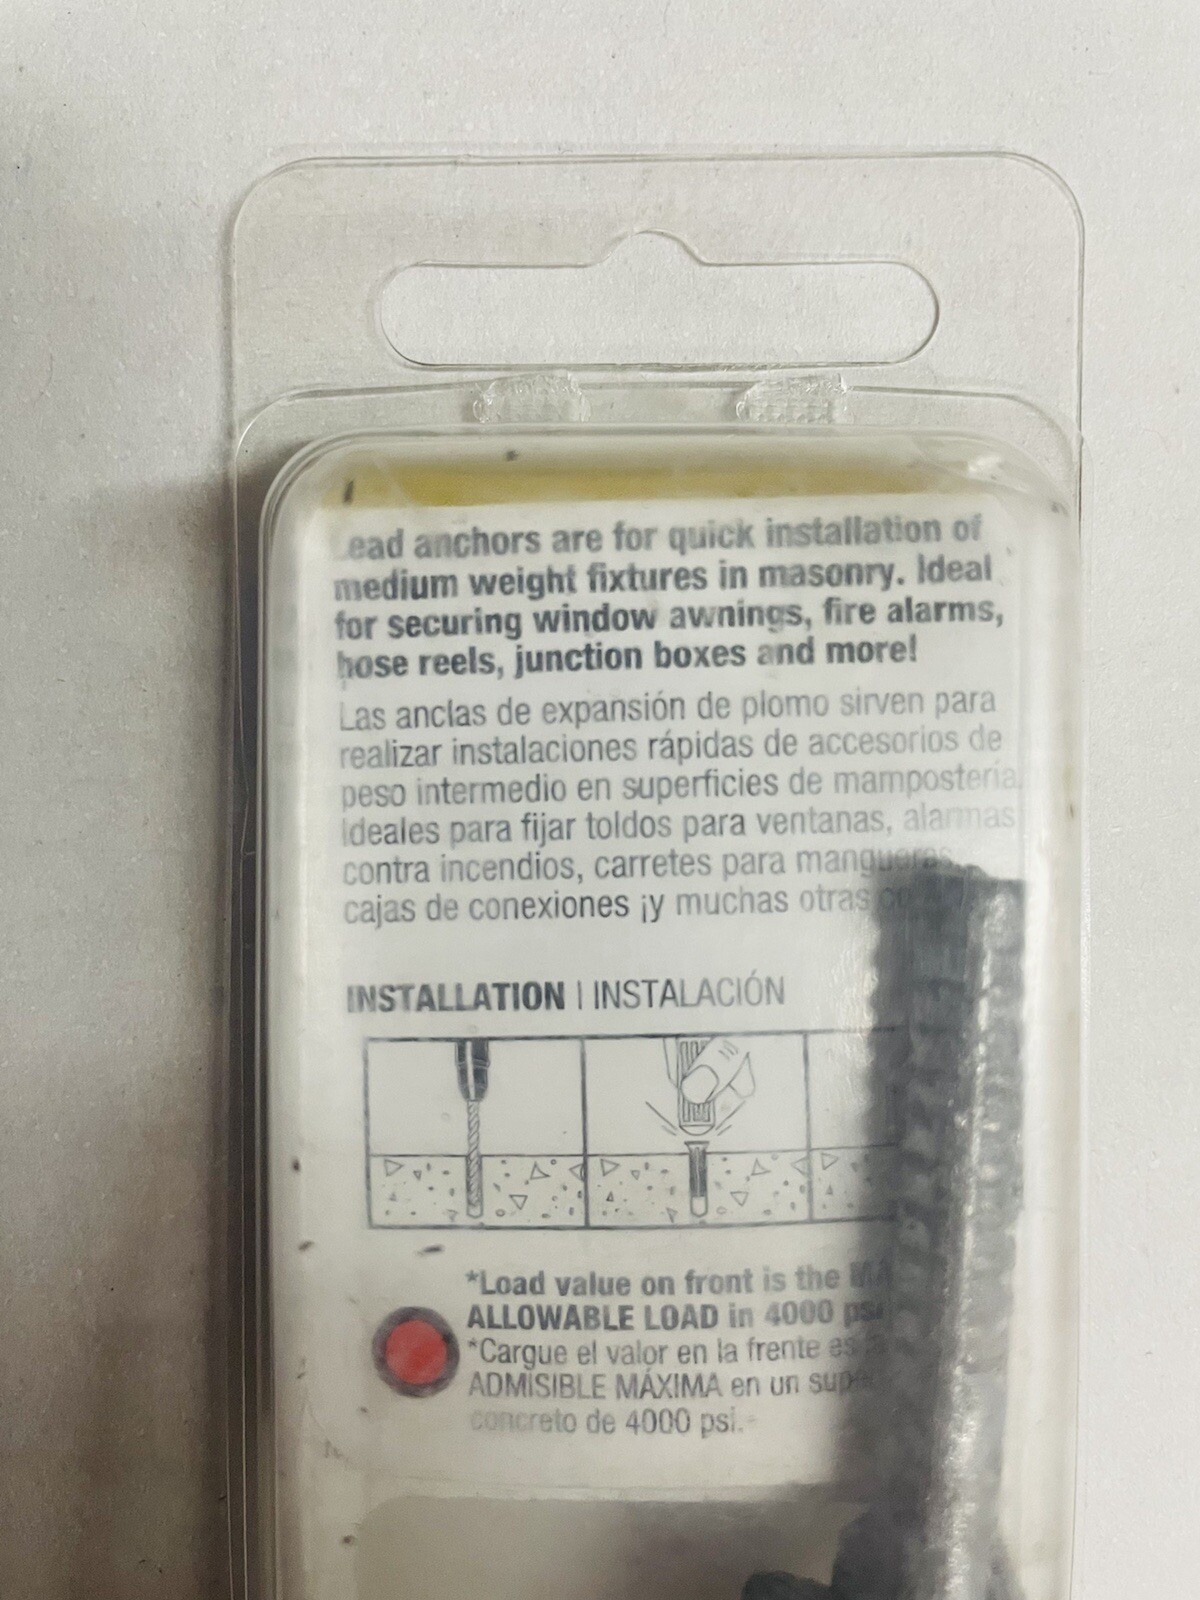 Lead anchors are for quick installation of
medium weight fixtures in masonry. Ideal
for securing window awnings, fire alarms,
hose reels, junction boxes and more!
Las anclas de expansión de plomo sirven para
realizar instalaciones rápidas de accesorios de
peso intermedio en superficies de mampostería.
Ideales para fijar toldos para ventanas, alarmas
contra incendios, carretes para mangueras,
cajas de conexiones ¡y muchas otras
INSTALLATION | INSTALACIÓN
*Load value on front is the
ALLOWABLE LOAD in 4000 psi
*Cargue el valor en la frente es
ADMISIBLE MÁXIMA en un
concreto de 4000 psi.